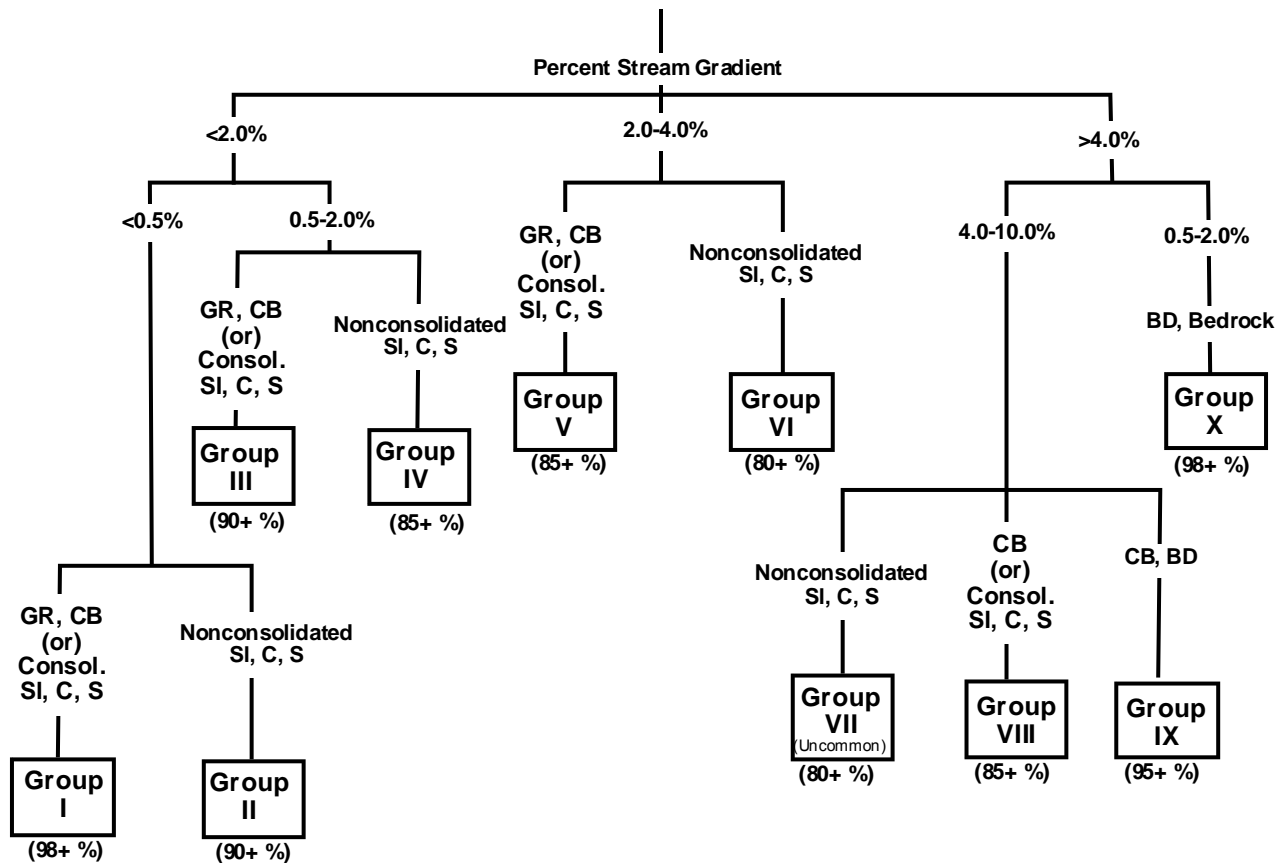 Percent Stream Gradient
<2.0%
2.0-4.0%
>4.0%
<0.5%
0.5-2.0%
GR, CB
(or)
Consol.
SI, C, S
Nonconsolidated
SI, C, S
4.0-10.0%
0.5-2.0%
GR, CB
(or)
Consol.
SI, C, S
Nonconsolidated
SI, C, S
BD, Bedrock
Group
III
(90+ %)
Group
IV
(85+ %)
Group
V
(85+ %)
Group
VI
(80+ %)
Group
X
(98+ %)
GR, CB
(or)
Consol.
SI, C, S
Nonconsolidated
SI, C, S
Nonconsolidated
SI, C, S
CB
(or)
Consol.
SI, C, S
CB, BD
Group
I
(98+ %)
Group
II
(90+ %)
Group
VII
(Uncommon)
(80+ %)
Group
VIII
(85+ %)
Group
IX
(95+ %)